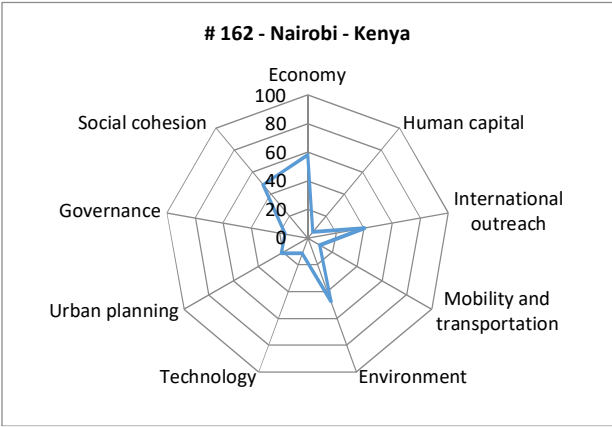 # 162 - Nairobi - Kenya
Economy
100
80
60
40
20
0
Human capital
International
outreach
Mobility and
transportation
Environment
Technology
Urban planning
Governance
Social cohesion